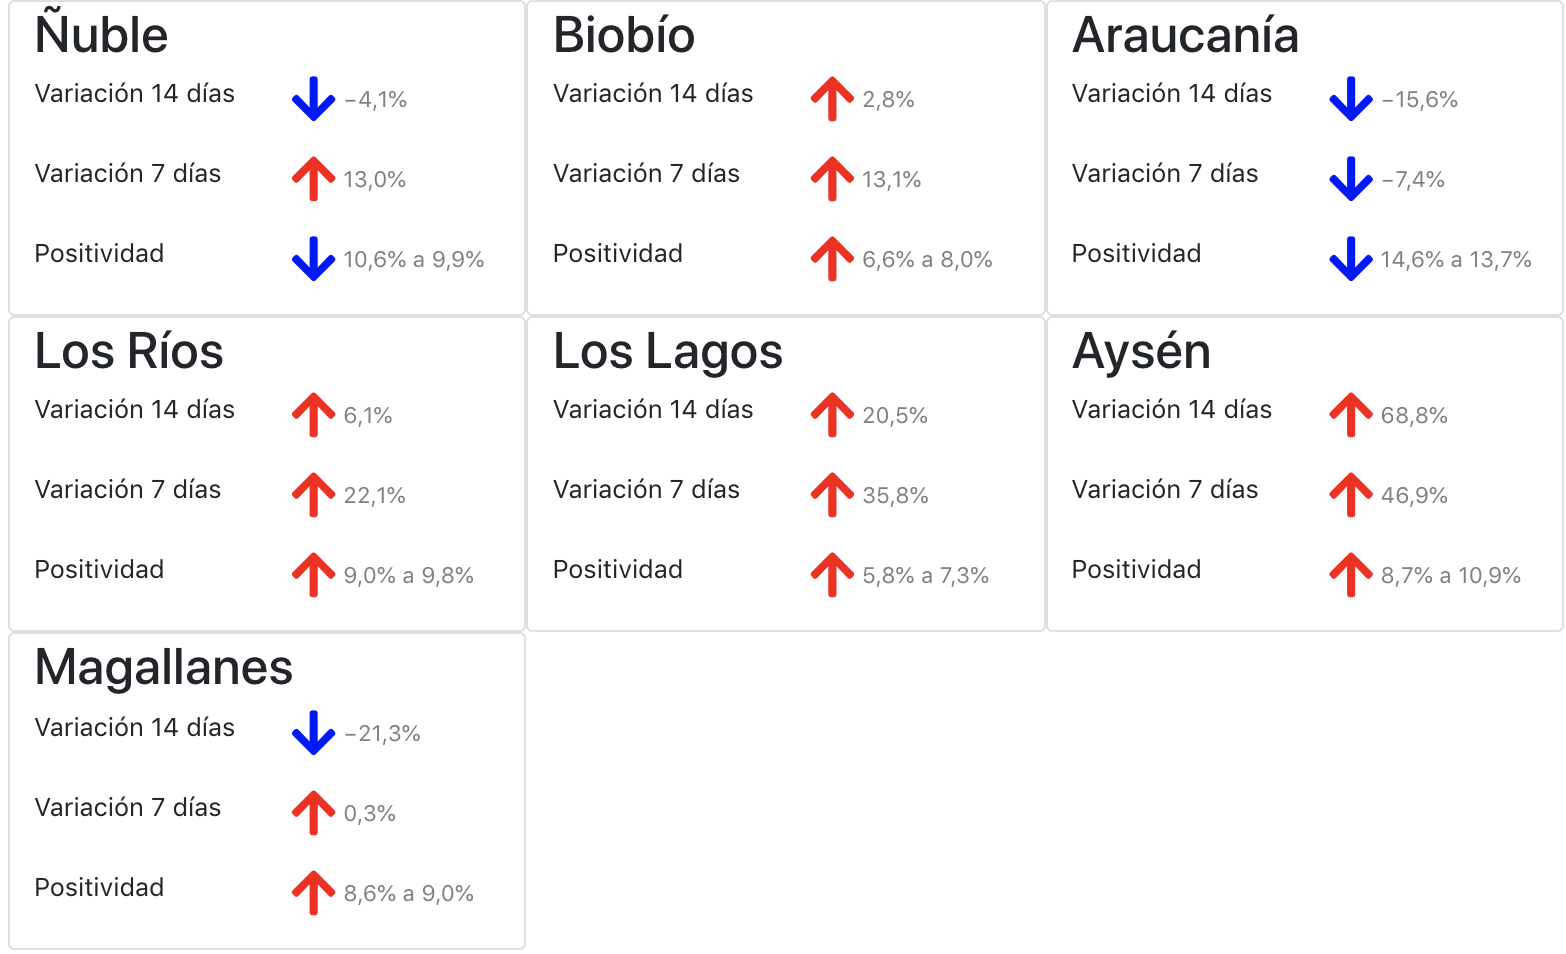 Ñuble
Variación 14 días −4,1%
Variación 7 días 13,0%
Positividad 10,6% a 9,9%
Biobío
Variación 14 días 2,8%
Variación 7 días 13,1%
Positividad 6,6% a 8,0%
Araucanía
Variación 14 días −15,6%
Variación 7 días −7,4%
Positividad 14,6% a 13,7%
Los Ríos
Variación 14 días 6,1%
Variación 7 días 22,1%
Positividad 9,0% a 9,8%
Los Lagos
Variación 14 días 20,5%
Variación 7 días 35,8%
Positividad 5,8% a 7,3%
Aysén
Variación 14 días 68,8%
Variación 7 días 46,9%
Positividad 8,7% a 10,9%
Magallanes
Variación 14 días −21,3%
Variación 7 días 0,3%
Positividad 8,6% a 9,0%